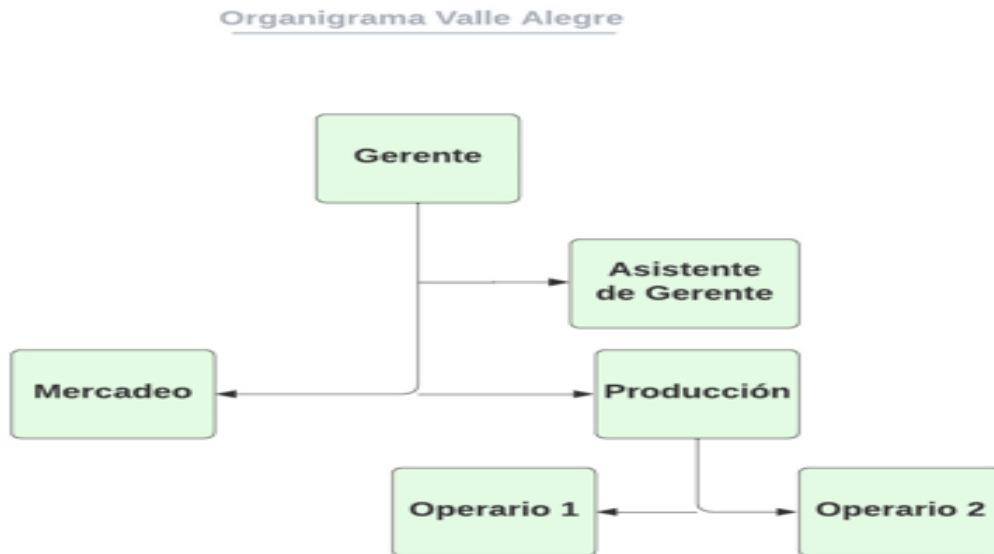 Organigrama Valle Alegre
Gerente
Asistente
de Gerente
Mercadeo
Producción
Operario 1
Operario 2